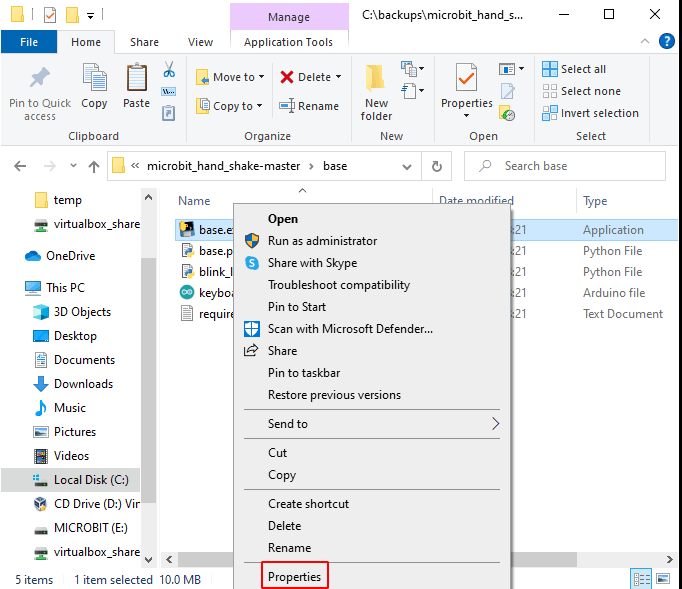 Manage
C:\backups\microbit_hand_s...
File
Home
Share
View
Application Tools
Pin to Quick access
Copy
Paste
Move to
Copy to
Delete
Rename
New folder
Properties
Open
Select all
Select none
Invert selection
Clipboard
Organize
New
Open
Select
« microbit_hand_shake-master > base
Search base
temp
virtualbox_share
OneDrive
This PC
3D Objects
Desktop
Documents
Downloads
Music
Pictures
Videos
Local Disk (C:)
CD Drive (D:) Vir
MICROBIT (E:)
virtualbox_share
Name
Date modified
Type
base.e
:21
Application
base.p
:21
Python File
blink_l
:21
Python File
keyboa
:21
Arduino file
require
:21
Text Document
Open
Run as administrator
Share with Skype
Troubleshoot compatibility
Pin to Start
Scan with Microsoft Defender...
Share
Pin to taskbar
Restore previous versions
Send to
Cut
Copy
Create shortcut
Delete
Rename
Properties
5 items
1 item selected 10.0 MB